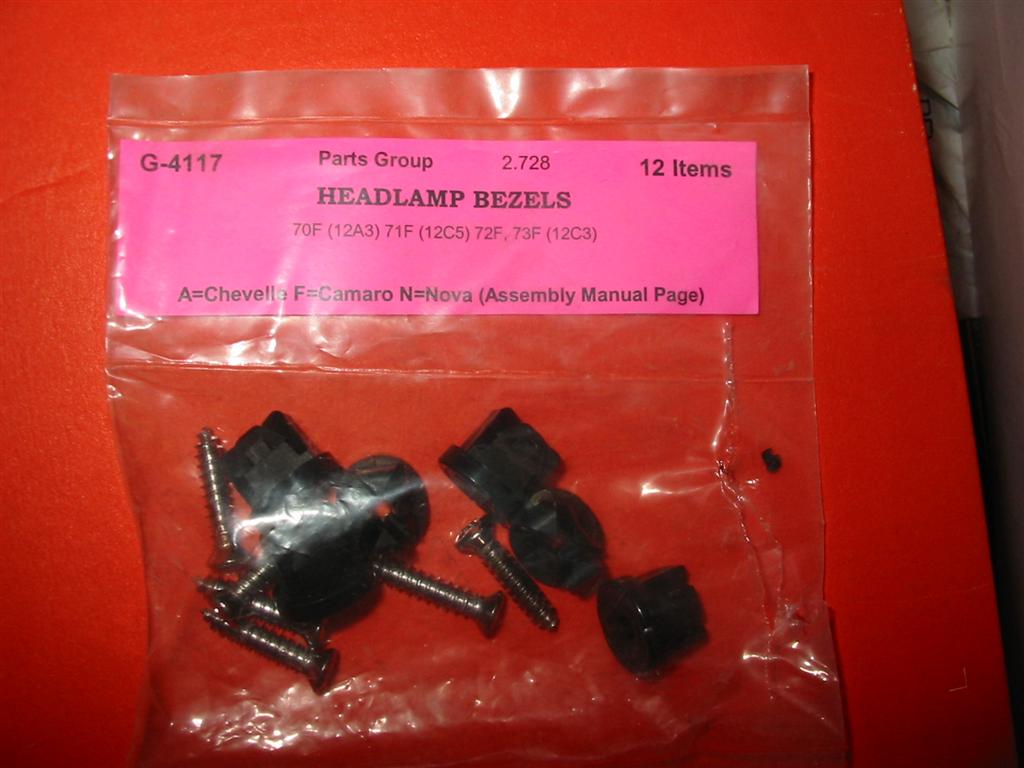 G-4117 Parts Group 2.728 12 Items
HEADLAMP BEZELS
70F (12A3) 71F (12C5) 72F, 73F (12C3)
A=Chevelle F=Camaro N=Nova (Assembly Manual Page)